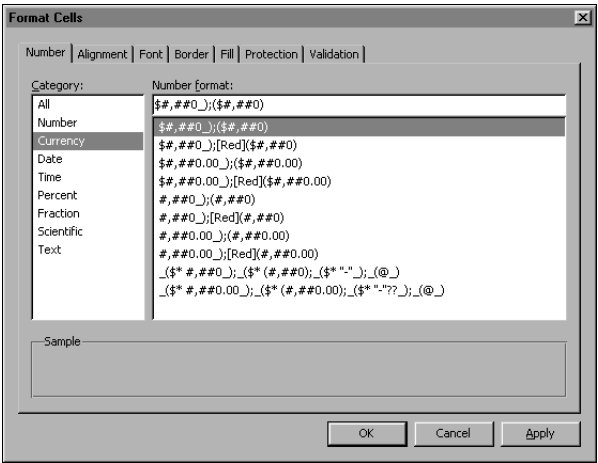 Format Cells
Number Alignment Font Border Fill Protection Validation
Category:
All
Number
Currency
Date
Time
Percent
Fraction
Scientific
Text
Number format:
$#,##0_);($#,##0)
$#,##0_);($#,##0)
$#,##0_);[Red]($#,##0)
$#,##0.00_);($#,##0.00)
$#,##0.00_);[Red]($#,##0.00)
#,##0_);(#,##0)
#,##0_);[Red](#,##0)
#,##0.00_);(#,##0.00)
#,##0.00_);[Red](#,##0.00)
_($* #,##0_);_($* (#,##0);_($* "-"_);_(@_)
_($* #,##0.00_);_($* (#,##0.00);_($* "-"??_);_(@_)
Sample
OK Cancel Apply